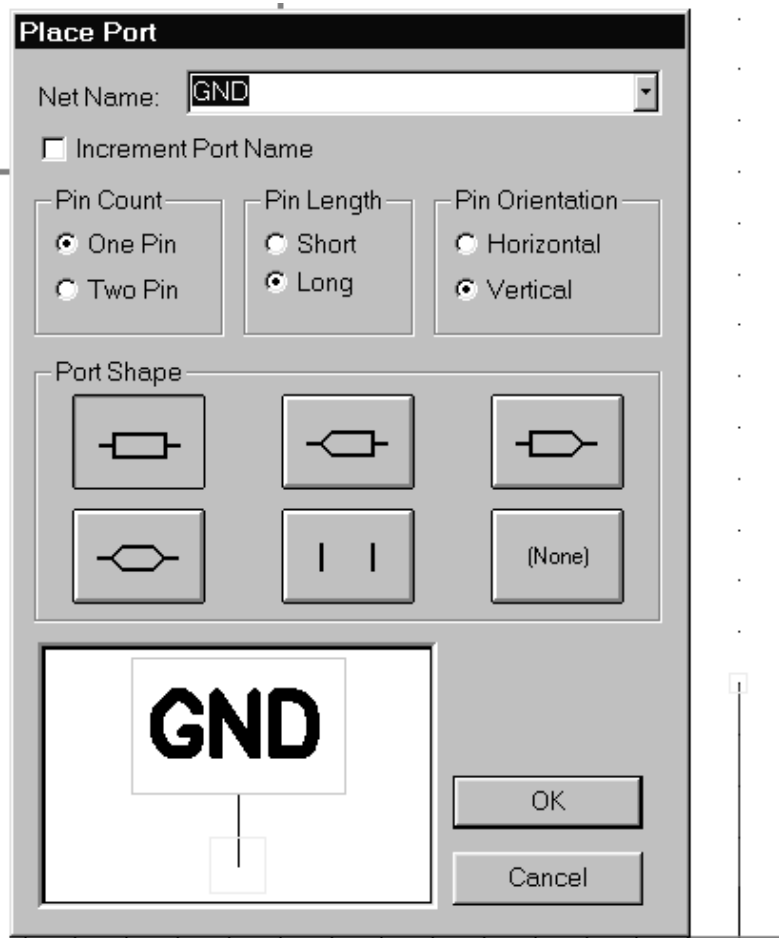 Place Port
Net Name: GND
Increment Port Name
Pin Count Pin Length Pin Orientation
One Pin Short Horizontal
Two Pin Long Vertical
Port Shape
(None)
GND
OK
Cancel